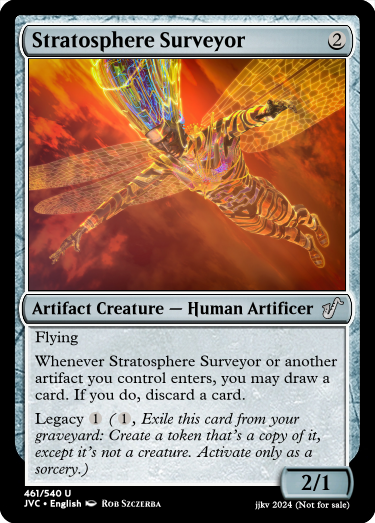 Stratosphere Surveyor 2
Artifact Creature — Human Artificer
Flying
Whenever Stratosphere Surveyor or another
artifact you control enters, you may draw a
card. If you do, discard a card.
Legacy 1 (1, Exile this card from your
graveyard: Create a token that's a copy of it,
except it's not a creature. Activate only as a
sorcery.)
2/1
461/540 U
JVC • English Rob Szczerba
jjkv 2024 (Not for sale)